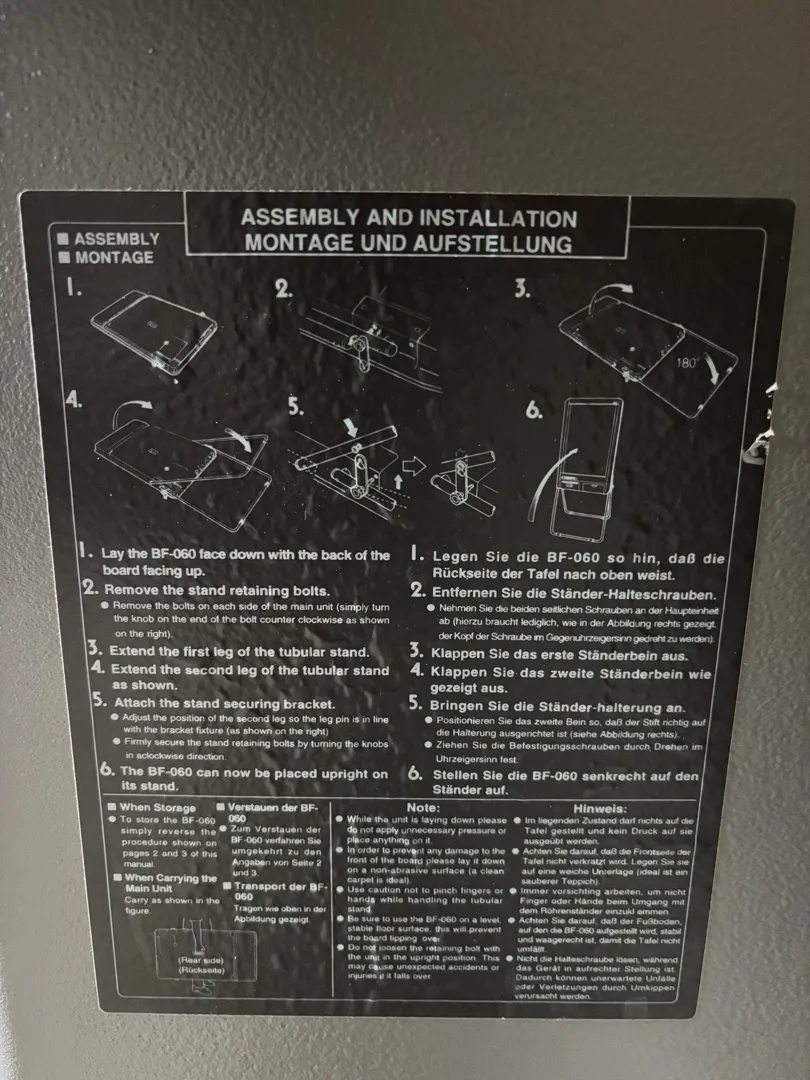 ASSEMBLY AND INSTALLATION
MONTAGE UND AUFSTELLUNG
■ ASSEMBLY
■ MONTAGE
1.
2.
3.
180°
4.
5.
6.
1. Lay the BF-060 face down with the back of the
board facing up.
2. Remove the stand retaining bolts.
● Remove the bolts on each side of the main unit (simply turn
the knob on the end of the bolt counter clockwise as shown
on the right).
3. Extend the first leg of the tubular stand.
4. Extend the second leg of the tubular stand
as shown.
5. Attach the stand securing bracket.
● Adjust the position of the second leg so the leg pin is in line
with the bracket fixture (as shown on the right)
● Firmly secure the stand retaining bolts by turning the knobs
in aclockwise direction.
6. The BF-060 can now be placed upright on
its stand.
1. Legen Sie die BF-060 so hin, daß die
Rückseite der Tafel nach oben weist.
2. Entfernen Sie die Ständer-Halteschrauben.
● Nehmen Sie die beiden seitlichen Schrauben an der Haupteinheit
ab (hierzu braucht lediglich, wie in der Abbildung rechts gezeigt,
der Kopf der Schraube im Gegenuhrzeigersinn gedreht zu werden).
3. Klappen Sie das erste Ständerbein aus.
4. Klappen Sie das zweite Ständerbein wie
gezeigt aus.
5. Bringen Sie die Ständer-halterung an.
● Positionieren Sie das zweite Bein so, daß der Stift richtig auf
die Halterung ausgerichtet ist (siehe Abbildung rechts).
● Ziehen Sie die Befestigungsschrauben durch Drehen im
Uhrzeigersinn fest.
6. Stellen Sie die BF-060 senkrecht auf den
Ständer auf.
■ When Storage
● To store the BF-060
simply reverse the
procedure shown on
pages 2 and 3 of this
manual.
■ When Carrying the
Main Unit
Carry as shown in the
figure.
■ Verstauen der BF-
060
● Zum Verstauen der
BF-060 verfahren Sie
umgekehrt zu den
Angaben von Seite 2
und 3.
■ Transport der BF-
060
Tragen wie oben in der
Abbildung gezeigt.
(Rear side)
(Rückseite)
Note:
● While the unit is laying down please
do not apply unnecessary pressure or
place anything on it.
● In order to prevent any damage to the
front of the board please lay it down
on a non-abrasive surface (a clean
carpet is ideal)
● Use caution not to pinch fingers or
hands while handling the tubular
stand.
● Be sure to use the BF-060 on a level,
stable floor surface, this will prevent
the board tipping over
● Do not loosen the retaining bolt with
the unit in the upright position. This
may cause unexpected accidents or
injuries if it falls over
Hinweis:
● Im liegenden Zustand darf nichts auf die
Tafel gestellt und kein Druck auf sie
ausgeübt werden.
● Achten Sie darauf, daß die Frontseite der
Tafel nicht verkratzt wird. Legen Sie sie
auf eine weiche Unterlage (ideal ist ein
sauberer Teppich).
● Immer vorsichtig arbeiten, um nicht
Finger oder Hände beim Umgang mit
dem Röhrenständer einzukl emmen.
● Achten Sie darauf, daß der Fußboden,
auf den die BF-060 aufgestellt wird, stabil
und waagerecht ist, damit die Tafel nicht
umfällt.
● Nicht die Halteschraube lösen, während
das Gerät in aufrechter Stellung ist.
Dadurch können unerwartete Unfälle
oder Verletzungen durch Umkippen
verursacht werden.